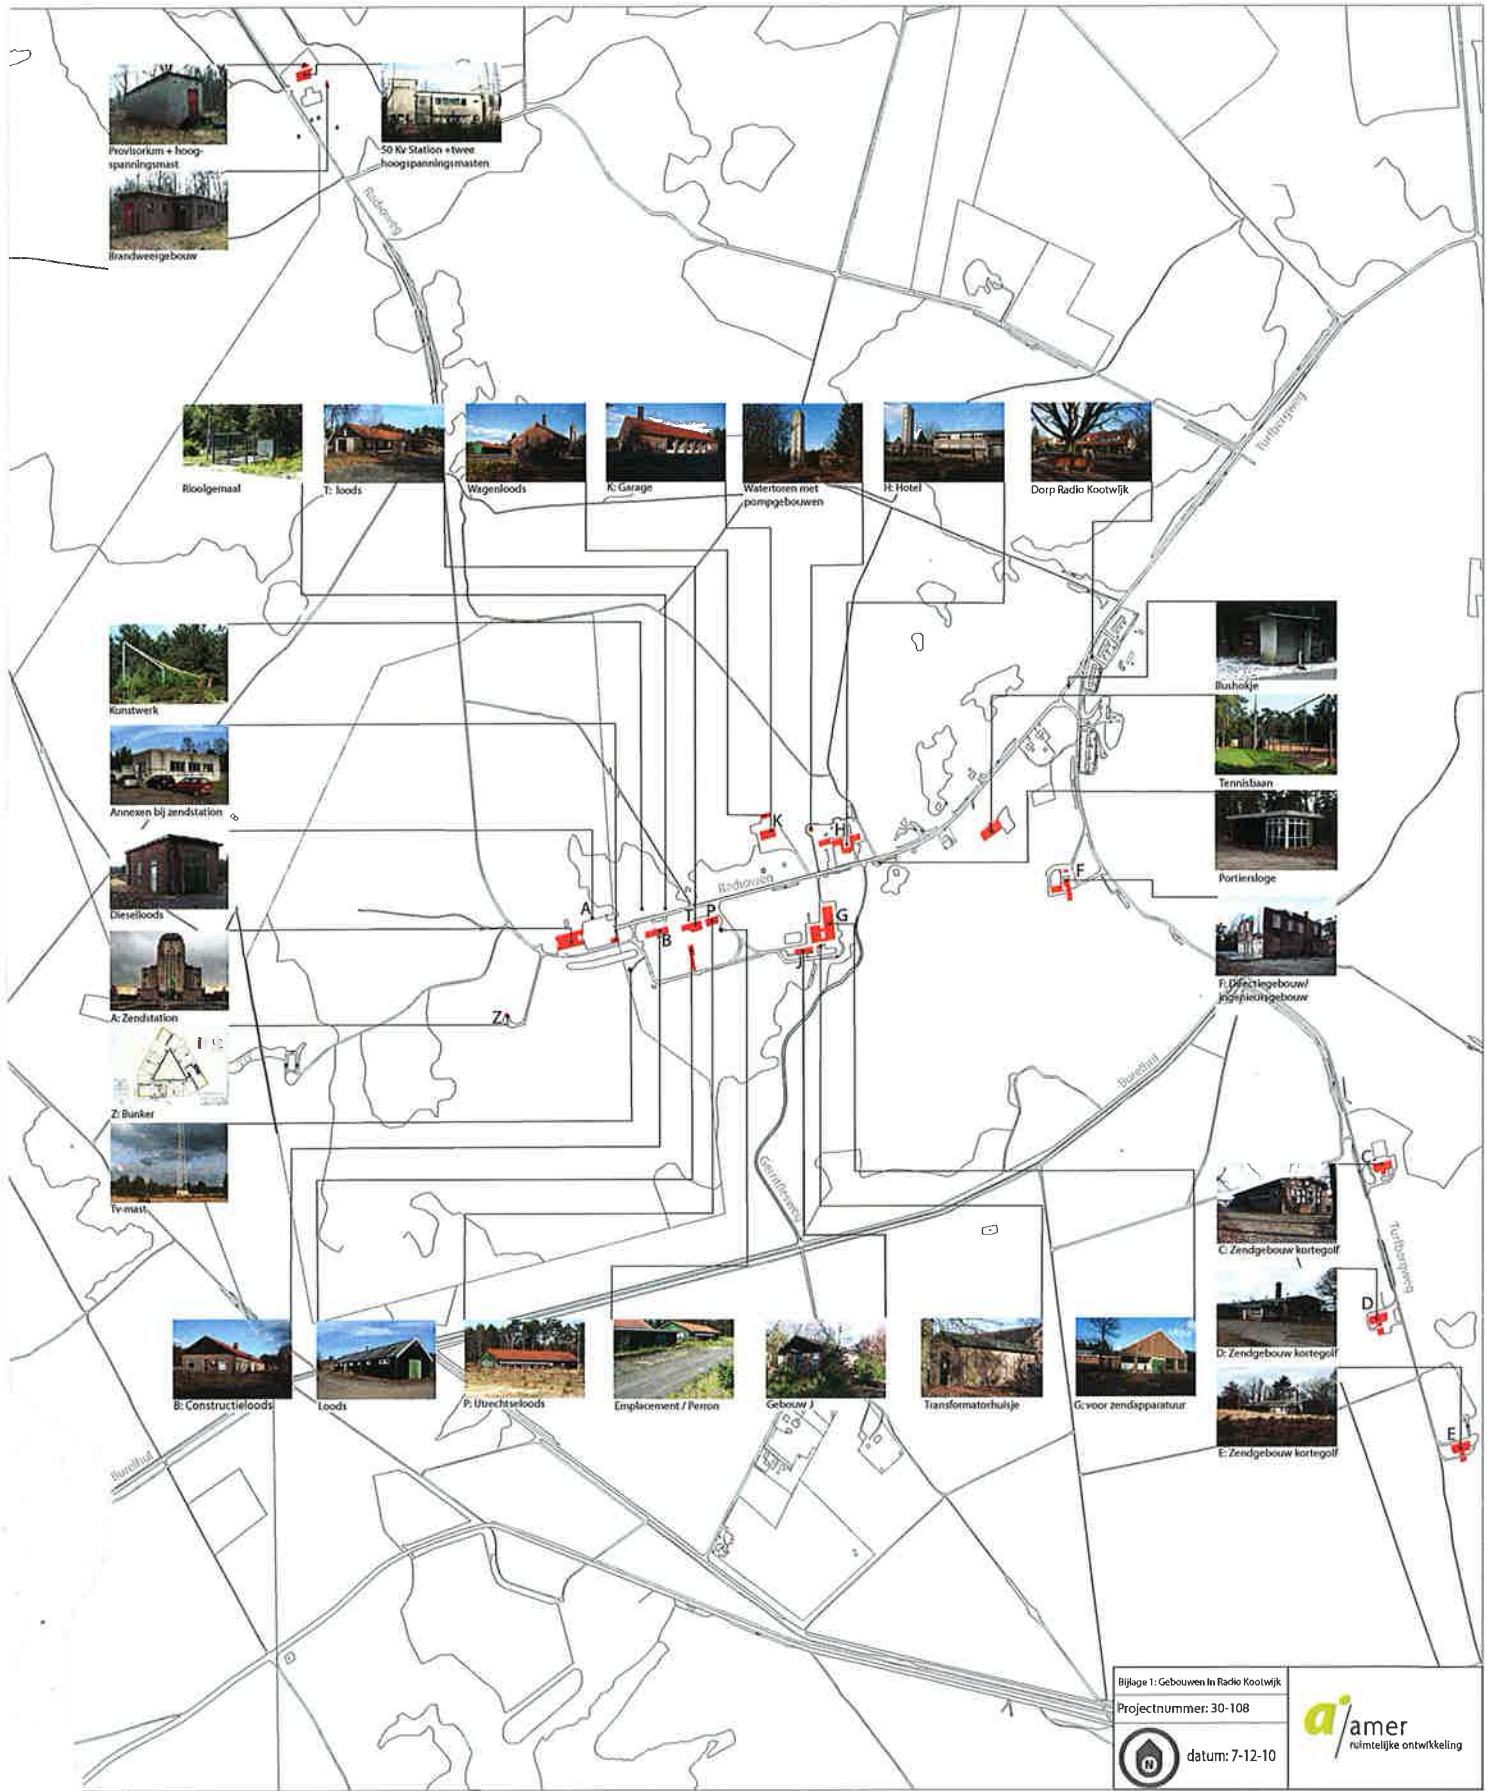 Provisorium + hoog-
spanningsmast
50 Kv Station + twee
hoogspanningsmasten
Brandweergebouw
Radioweg
Turfbergweg
Rioolgemaal
T: loods
Wagenloods
K: Garage
Watertoren met
pompgebouwen
H: Hotel
Dorp Radio Kootwijk
Kunstwerk
Bushokje
Annexen bij zendstation
Tennisbaan
Dieselloods
Portiersloge
A: Zendstation
F: Directiegebouw/
ingenieursgebouw
Z: Bunker
Tv-mast
K
H
Radioweg
F
A
T
P
B
G
J
Z
Burelhul
Gerritflesweg
C
C: Zendgebouw kortegolf
Turfbergweg
D
D: Zendgebouw kortegolf
E
E: Zendgebouw kortegolf
B: Constructieloods
Loods
P: Utrechtseloods
Emplacement / Perron
Gebouw J
Transformatorhuisje
G: voor zendapparatuur
Burelhul
Bijlage 1: Gebouwen in Radio Kootwijk
Projectnummer: 30-108
N
datum: 7-12-10
a
amer
ruimtelijke ontwikkeling